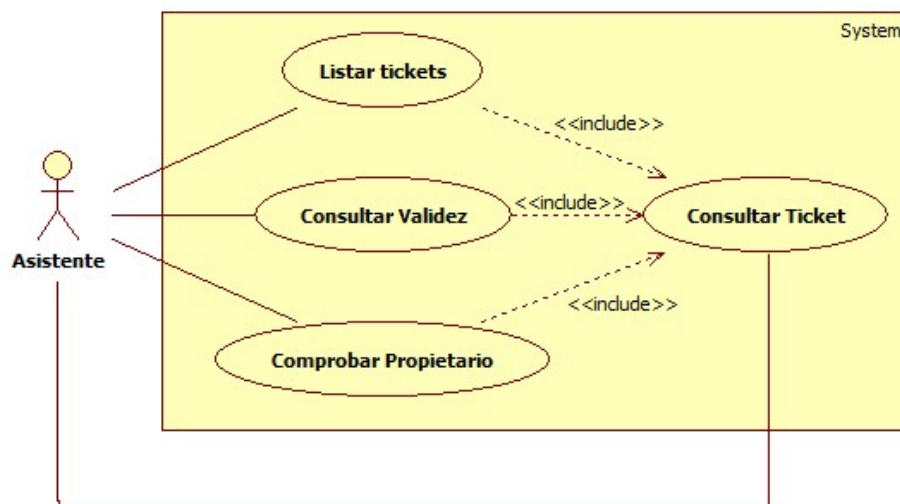 System
Listar tickets
<<include>>
Consultar Validez
<<include>>
Consultar Ticket
Asistente
<<include>>
Comprobar Propietario